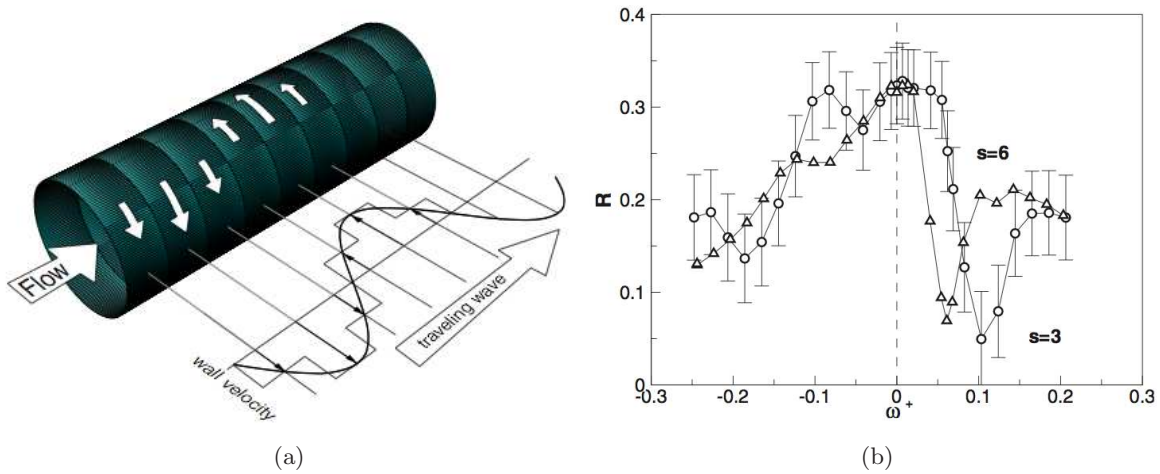 Flow
wall velocity
traveling wave
(a)
0.4
0.3
0.2
0.1
0
R
s=6
s=3
-0.3
-0.2
-0.1
0
0.1
0.2
0.3
ω+
(b)